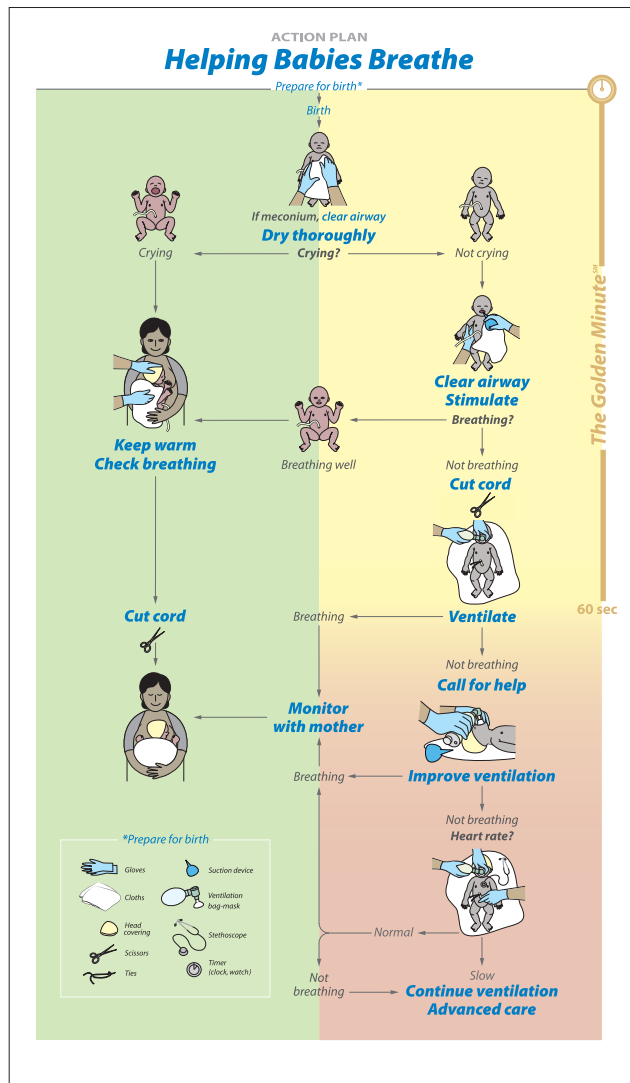 ACTION PLAN
Helping Babies Breathe
Prepare for birth*
Birth
If meconium, clear airway
Dry thoroughly
Crying
Crying?
Not crying
The Golden Minute℠
Clear airway
Stimulate
Breathing?
Keep warm
Check breathing
Breathing well
Not breathing
Cut cord
60 sec
Cut cord
Breathing
Ventilate
Not breathing
Call for help
Monitor
with mother
Breathing
Improve ventilation
Not breathing
Heart rate?
*Prepare for birth
Gloves
Suction device
Cloths
Ventilation
bag-mask
Head
covering
Stethoscope
Scissors
Ties
Timer
(clock, watch)
Normal
Not
breathing
Slow
Continue ventilation
Advanced care